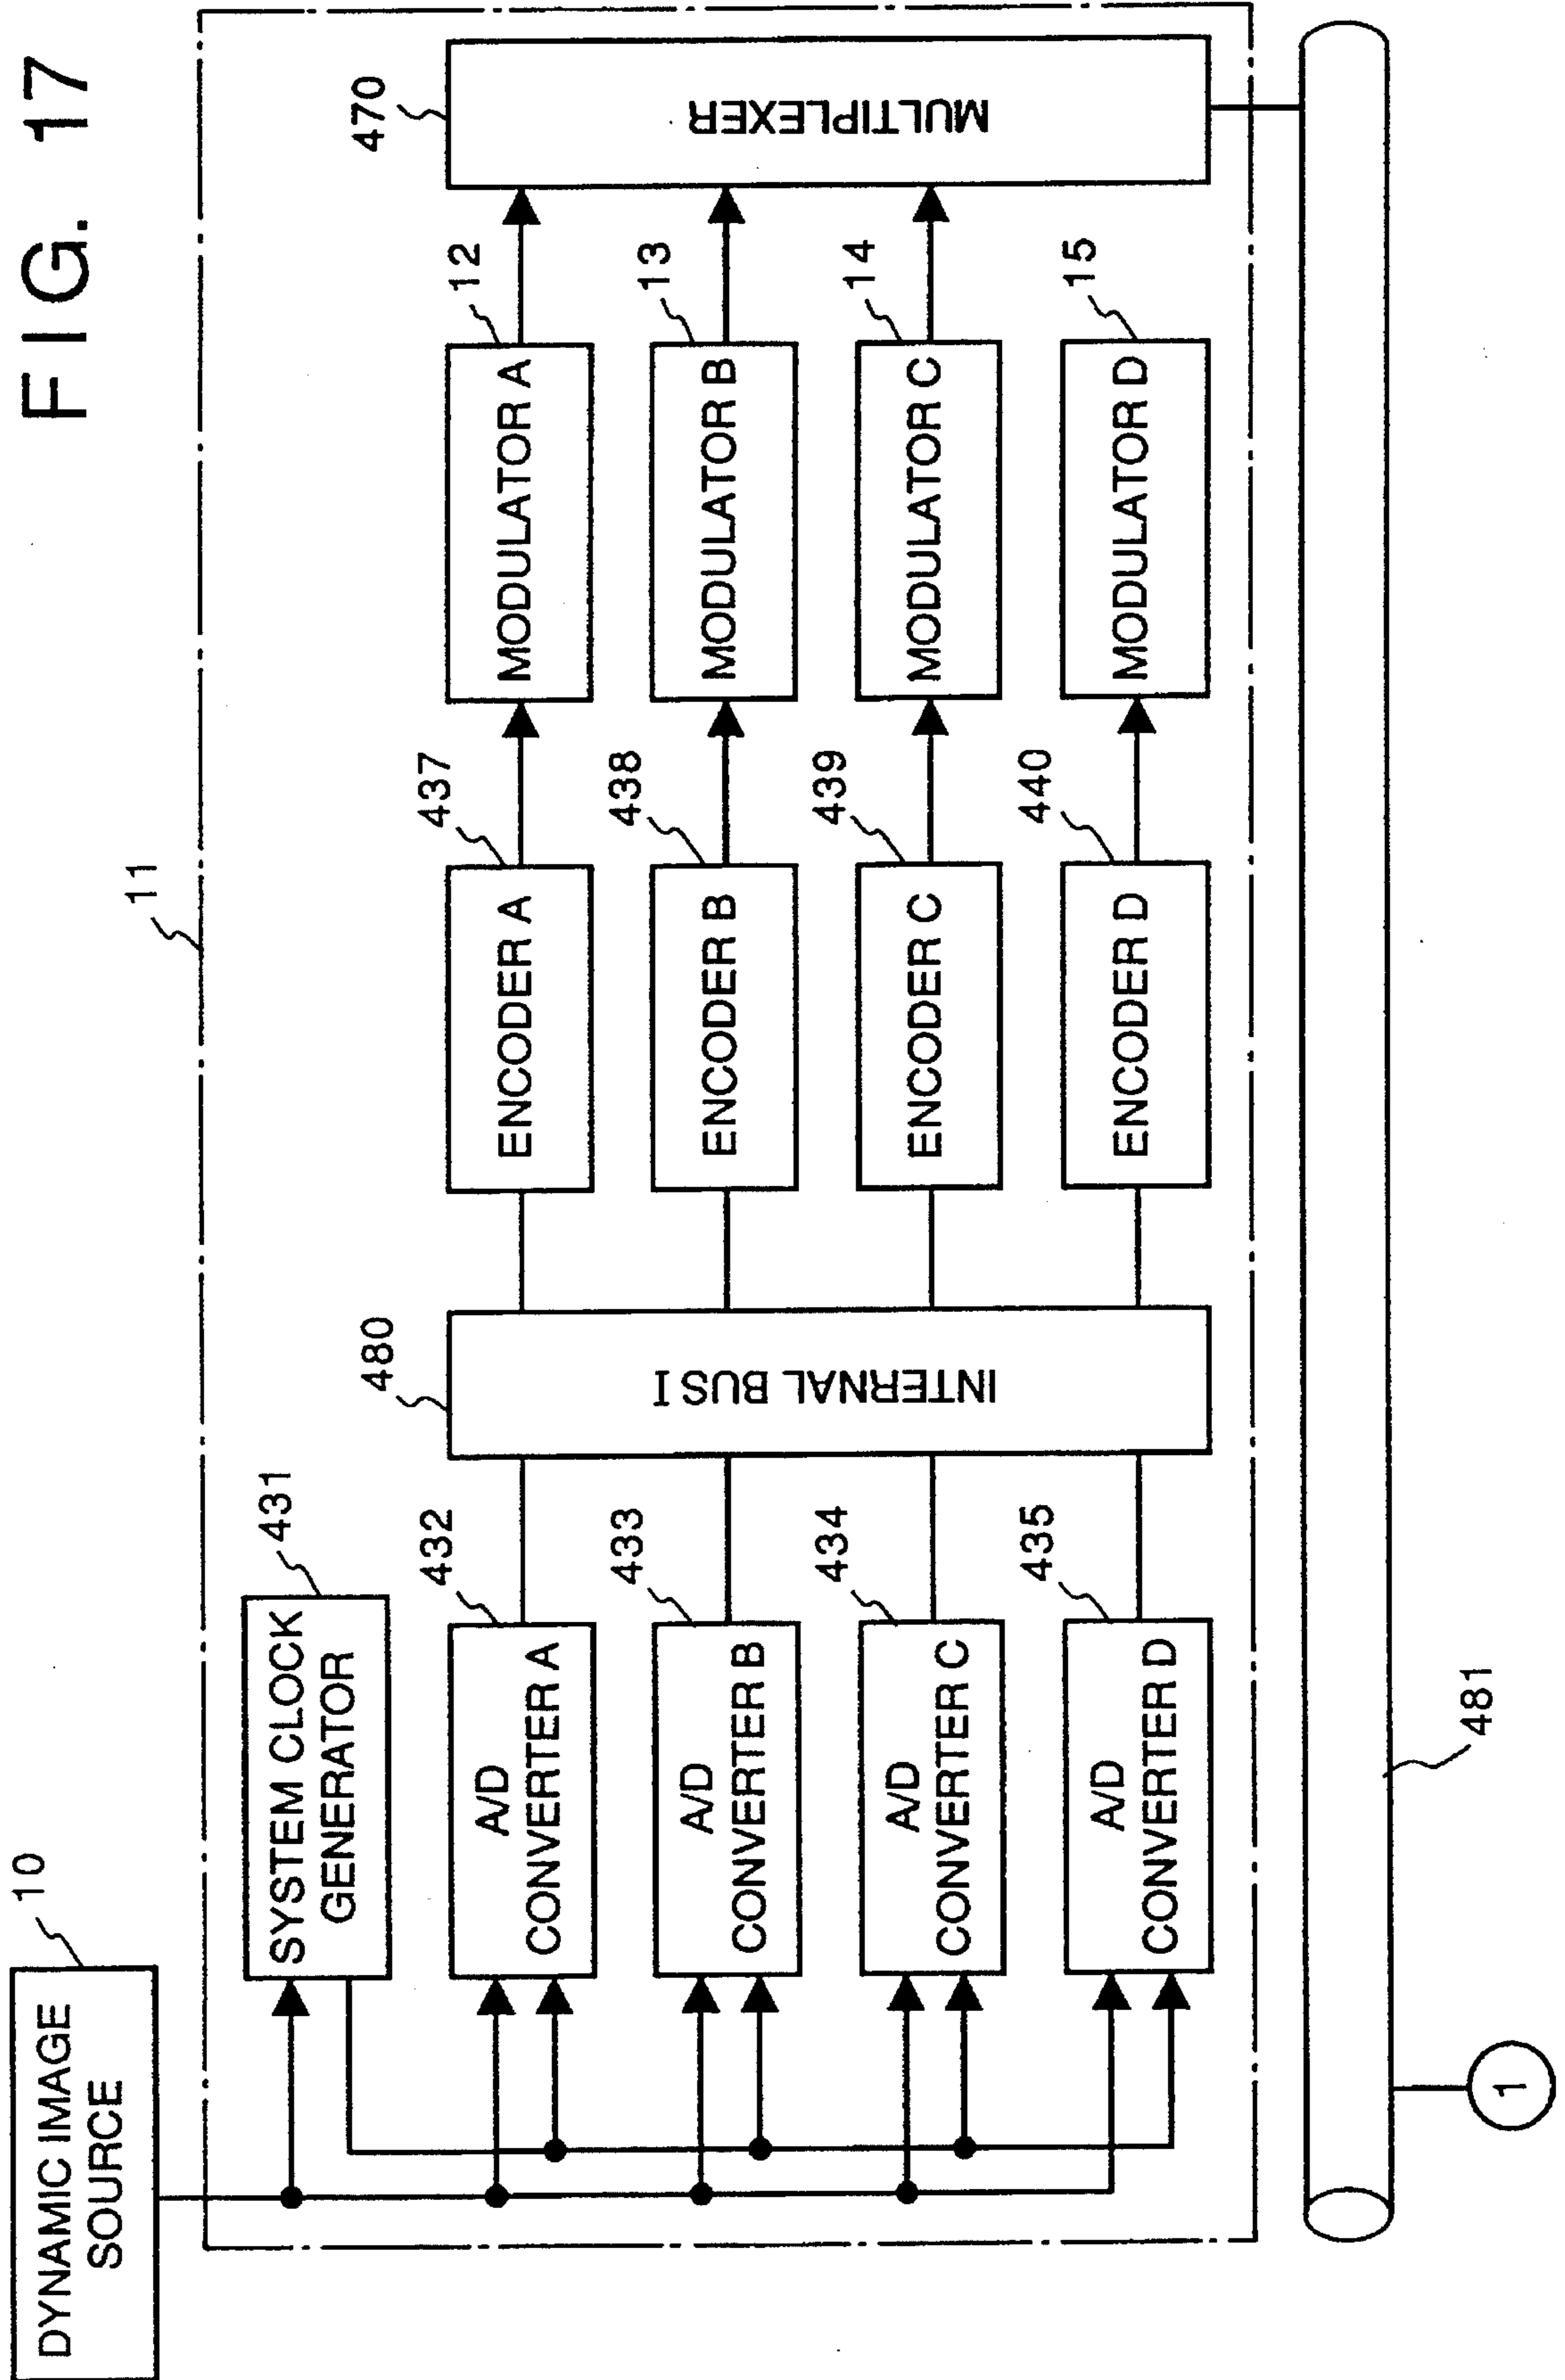 FIG. 17
DYNAMIC IMAGE
SOURCE
10
11
SYSTEM CLOCK
GENERATOR
431
A/D
CONVERTER A
432
A/D
CONVERTER B
433
A/D
CONVERTER C
434
A/D
CONVERTER D
435
INTERNAL BUS I
480
ENCODER A
437
ENCODER B
438
ENCODER C
439
ENCODER D
440
MODULATOR A
12
MODULATOR B
13
MODULATOR C
14
MODULATOR D
15
MULTIPLEXER
470
481
1